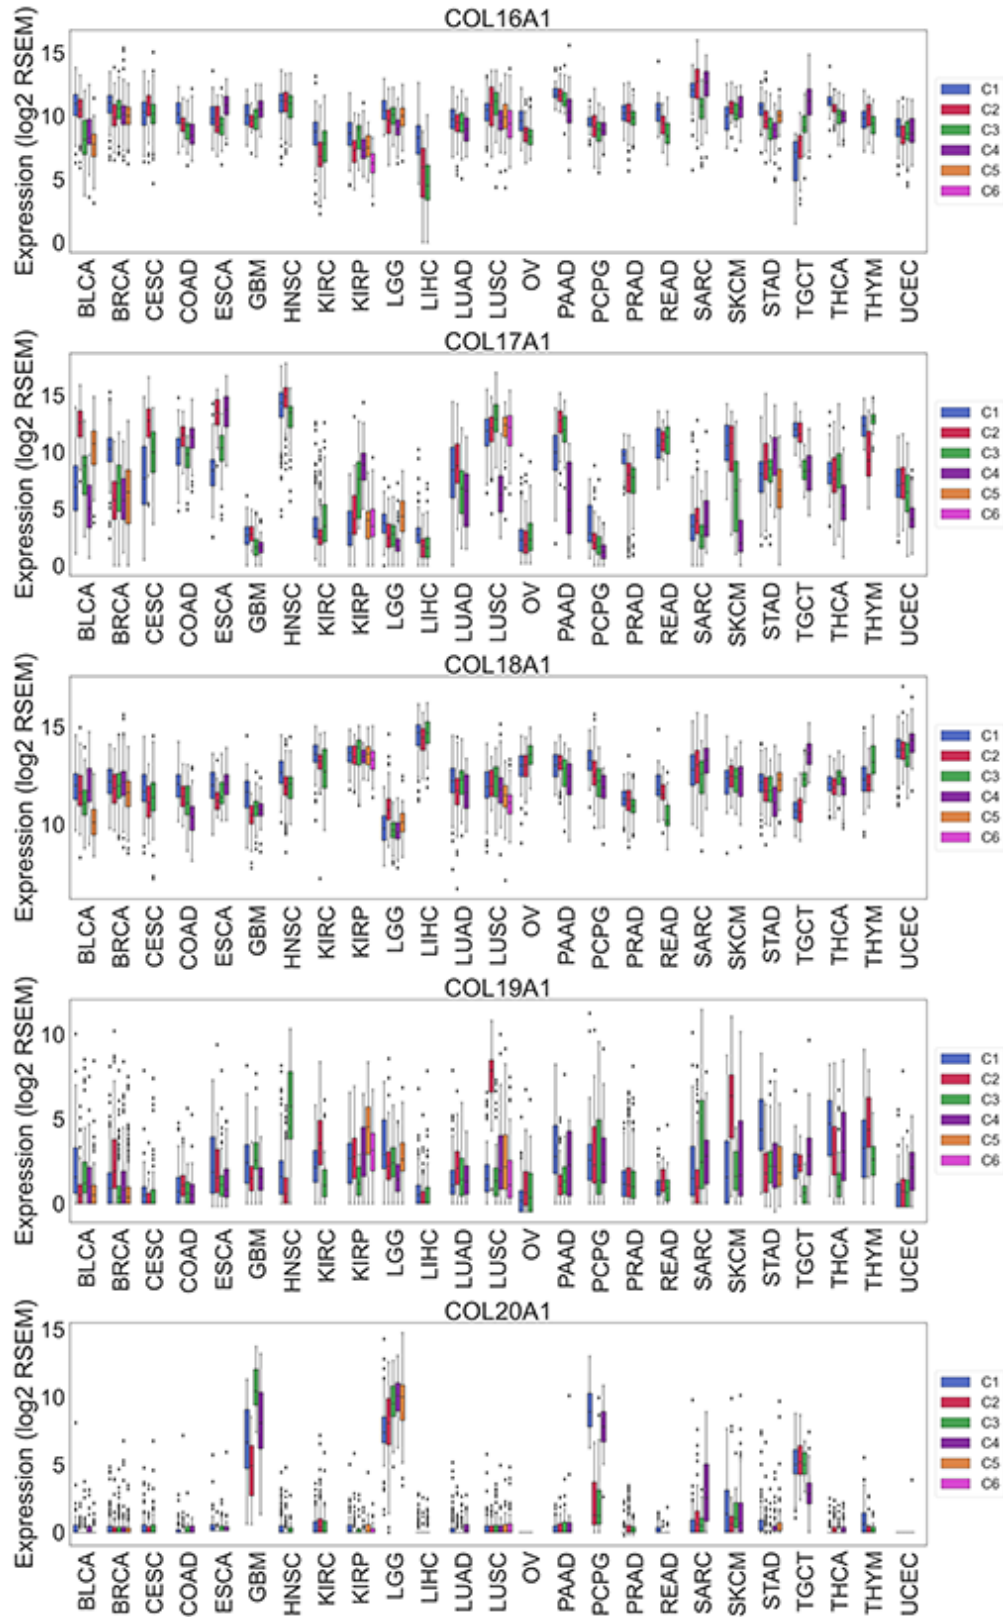 COL16A1
Expression (log2 RSEM)
15
10
5
0
C1
C2
C3
C4
C5
C6
BLCA
BRCA
CESC
COAD
ESCA
GBM
HNSC
KIRC
KIRP
LGG
LIHC
LUAD
LUSC
OV
PAAD
PCPG
PRAD
READ
SARC
SKCM
STAD
TGCT
THCA
THYM
UCEC
COL17A1
Expression (log2 RSEM)
15
10
5
0
C1
C2
C3
C4
C5
C6
BLCA
BRCA
CESC
COAD
ESCA
GBM
HNSC
KIRC
KIRP
LGG
LIHC
LUAD
LUSC
OV
PAAD
PCPG
PRAD
READ
SARC
SKCM
STAD
TGCT
THCA
THYM
UCEC
COL18A1
Expression (log2 RSEM)
15
10
C1
C2
C3
C4
C5
C6
BLCA
BRCA
CESC
COAD
ESCA
GBM
HNSC
KIRC
KIRP
LGG
LIHC
LUAD
LUSC
OV
PAAD
PCPG
PRAD
READ
SARC
SKCM
STAD
TGCT
THCA
THYM
UCEC
COL19A1
Expression (log2 RSEM)
10
5
0
C1
C2
C3
C4
C5
C6
BLCA
BRCA
CESC
COAD
ESCA
GBM
HNSC
KIRC
KIRP
LGG
LIHC
LUAD
LUSC
OV
PAAD
PCPG
PRAD
READ
SARC
SKCM
STAD
TGCT
THCA
THYM
UCEC
COL20A1
Expression (log2 RSEM)
15
10
5
0
C1
C2
C3
C4
C5
C6
BLCA
BRCA
CESC
COAD
ESCA
GBM
HNSC
KIRC
KIRP
LGG
LIHC
LUAD
LUSC
OV
PAAD
PCPG
PRAD
READ
SARC
SKCM
STAD
TGCT
THCA
THYM
UCEC